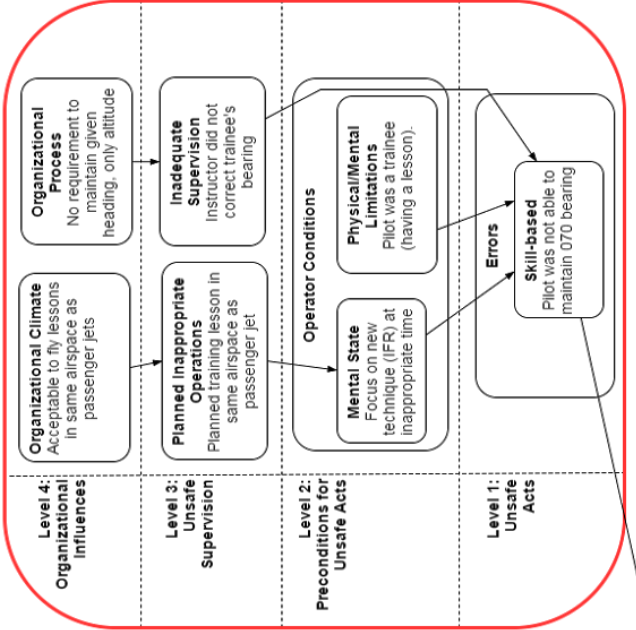 Level 4:
Organizational
Influences
Organizational Climate
Acceptable to fly lessons
in same airspace as
passenger jets
Organizational
Process
No requirement to
maintain given
heading, only altitude
Level 3:
Unsafe
Supervision
Planned Inappropriate
Operations
Planned training lesson in
same airspace as
passenger jet
Inadequate
Supervision
Instructor did not
correct trainee's
bearing
Level 2:
Preconditions for
Unsafe Acts
Operator Conditions
Mental State
Focus on new
technique (IFR) at
inappropriate time
Physical/Mental
Limitations
Pilot was a trainee
(having a lesson).
Level 1:
Unsafe
Acts
Errors
Skill-based
Pilot was not able to
maintain 070 bearing